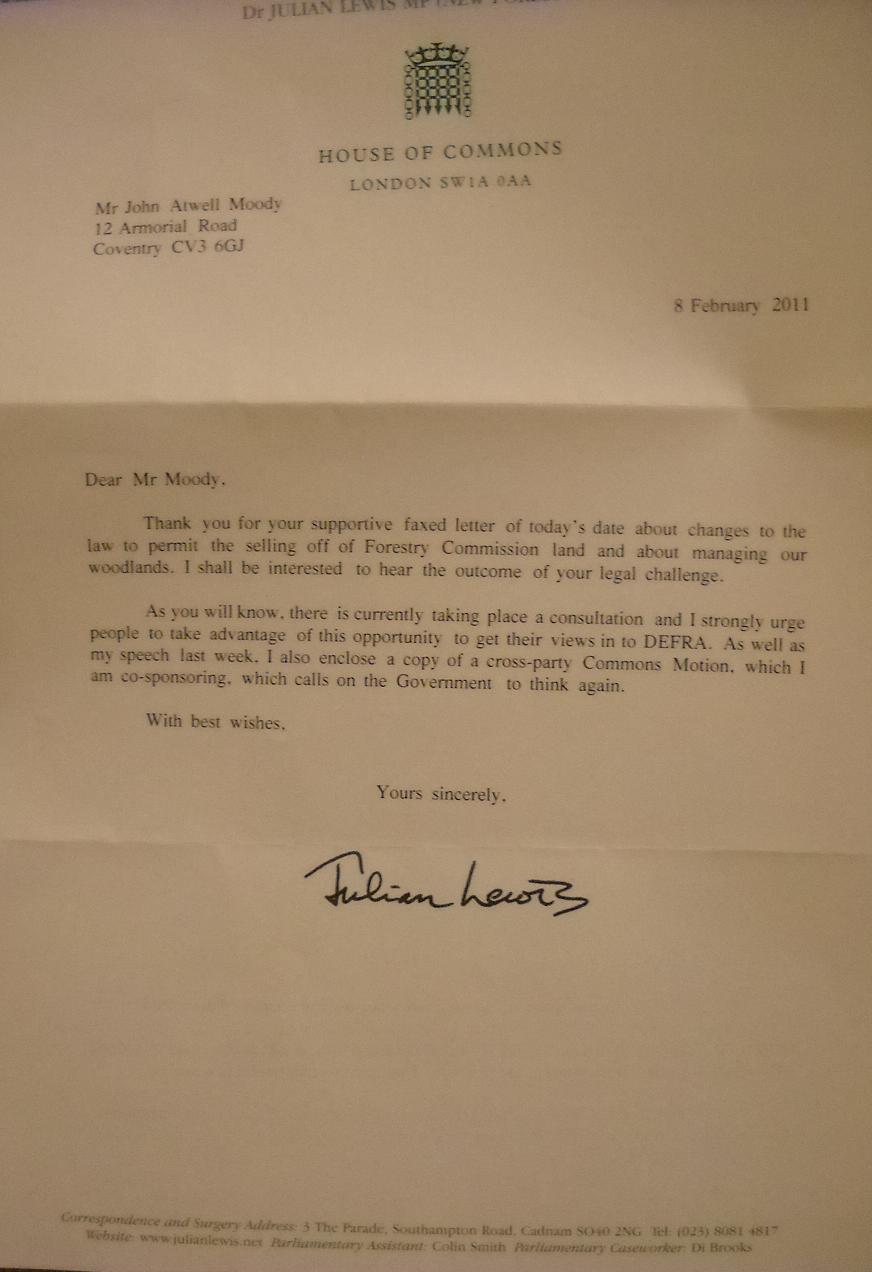 Dr JULIAN LEWIS MP (NEW
HOUSE OF COMMONS
LONDON SW1A 0AA
Mr John Atwell Moody
12 Armorial Road
Coventry CV3 6GJ
8 February 2011
Dear Mr Moody,
Thank you for your supportive faxed letter of today's date about changes to the
law to permit the selling off of Forestry Commission land and about managing our
woodlands. I shall be interested to hear the outcome of your legal challenge.
As you will know, there is currently taking place a consultation and I strongly urge
people to take advantage of this opportunity to get their views in to DEFRA. As well as
my speech last week, I also enclose a copy of a cross-party Commons Motion, which I
am co-sponsoring, which calls on the Government to think again.
With best wishes,
Yours sincerely,
Julian Lewis
Correspondence and Surgery Address: 3 The Parade, Southampton Road, Cadnam SO40 2NG Tel: (023) 8081 4817
Website: www.julianlewis.net Parliamentary Assistant: Colin Smith Parliamentary Caseworker: Di Brooks